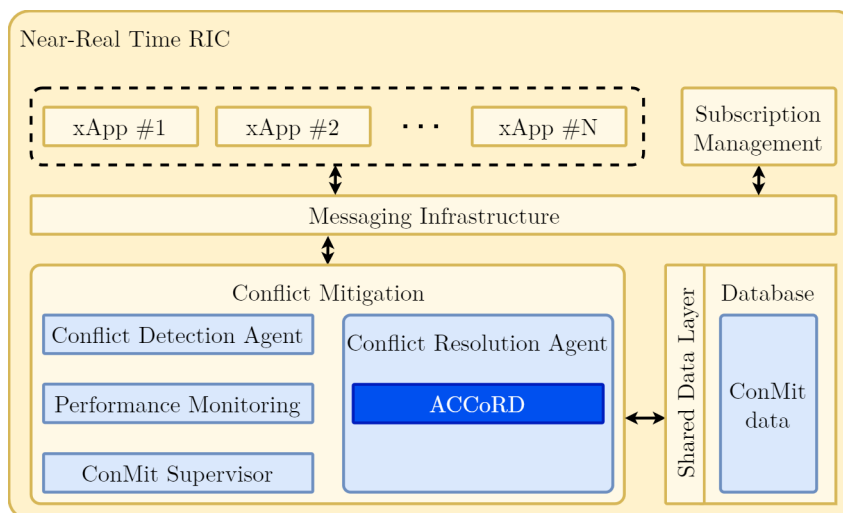 Near-Real Time RIC
xApp #1
xApp #2
· · ·
xApp #N
Subscription
Management
Messaging Infrastructure
Conflict Mitigation
Conflict Detection Agent
Performance Monitoring
ConMit Supervisor
Conflict Resolution Agent
ACCoRD
Shared Data Layer
Database
ConMit
data